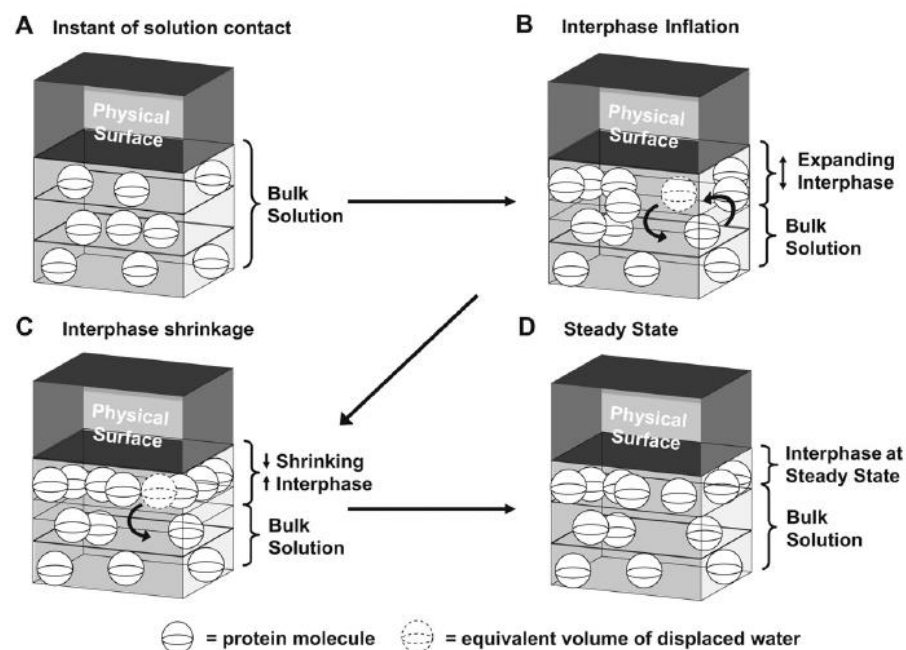 A Instant of solution contact
Physical
Surface
Bulk
Solution
B Interphase Inflation
Physical
Surface
Expanding
Interphase
Bulk
Solution
C Interphase shrinkage
Physical
Surface
Shrinking
Interphase
Bulk
Solution
D Steady State
Physical
Surface
Interphase at
Steady State
Bulk
Solution
= protein molecule
= equivalent volume of displaced water